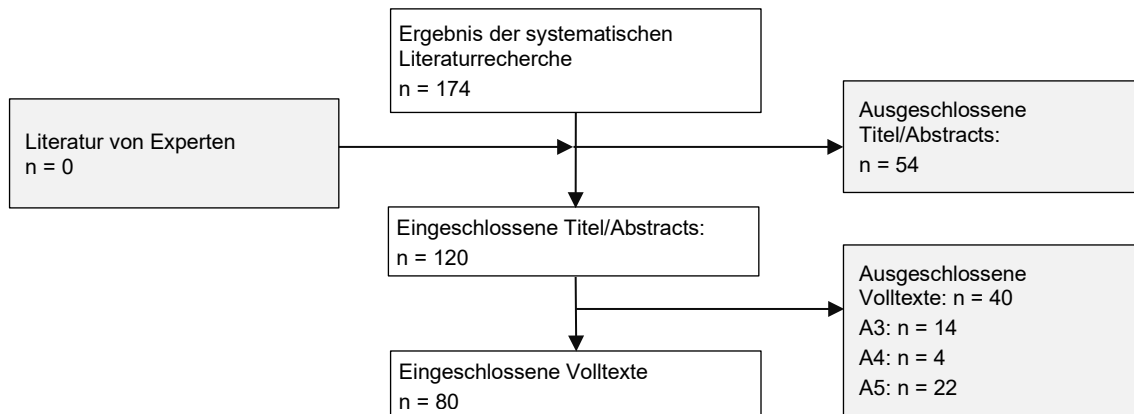 Ergebnis der systematischen
Literaturrecherche
n = 174
Literatur von Experten
n = 0
Ausgeschlossene
Titel/Abstracts:
n = 54
Eingeschlossene Titel/Abstracts:
n = 120
Ausgeschlossene
Volltexte: n = 40
A3: n = 14
A4: n = 4
A5: n = 22
Eingeschlossene Volltexte
n = 80